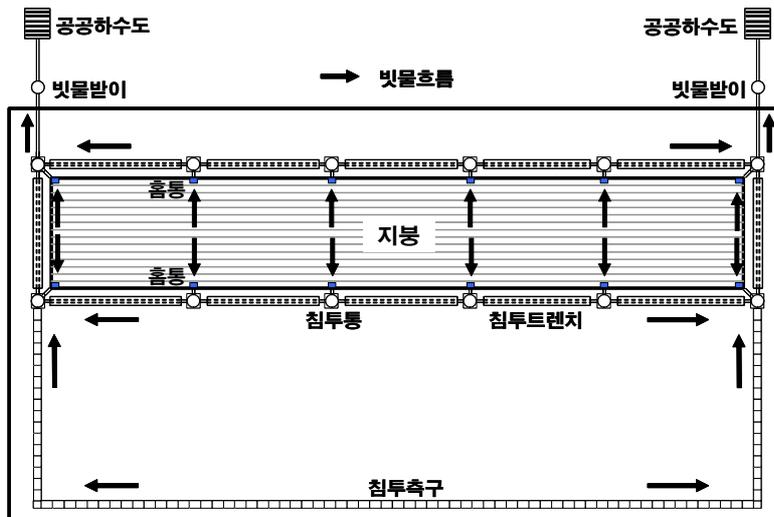 공공하수도
공공하수도
빗물흐름
빗물받이
빗물받이
홈통
지붕
홈통
침투통
침투트렌치
침투측구